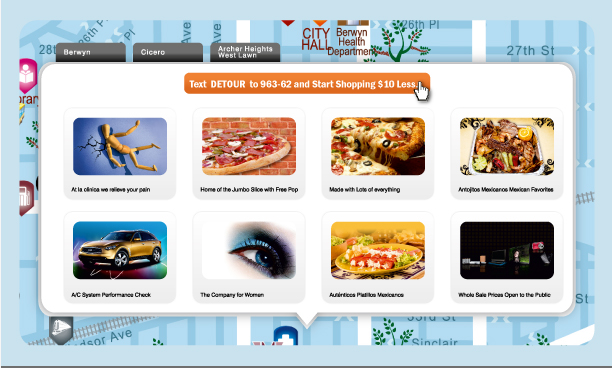 26th Pl
26th Pl
CITY
HALL
Berwyn
Health
Department
27th St
28t
Berwyn
Cicero
Archer Heights
West Lawn
Text DETOUR to 963-62 and Start Shopping $10 Less.
At la clinica we relieve your pain
Home of the Jumbo Slice with Free Pop
Made with Lots of everything
Antojitos Mexicanos Mexican Favorites
A/C System Performance Check
The Company for Women
Auténticos Platillos Mexicanos
Whole Sale Prices Open to the Public
33rd St
dsor Ave
Sinclair